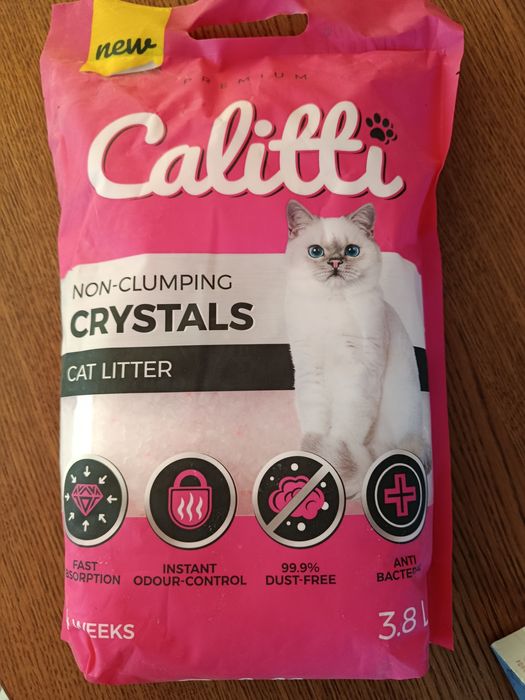 new
PREMIUM
Calitti
NON-CLUMPING
CRYSTALS
CAT LITTER
FAST
INSTANT
ODOUR-CONTROL
99.9%
DUST-FREE
ANTI
WEEKS
3.8 L